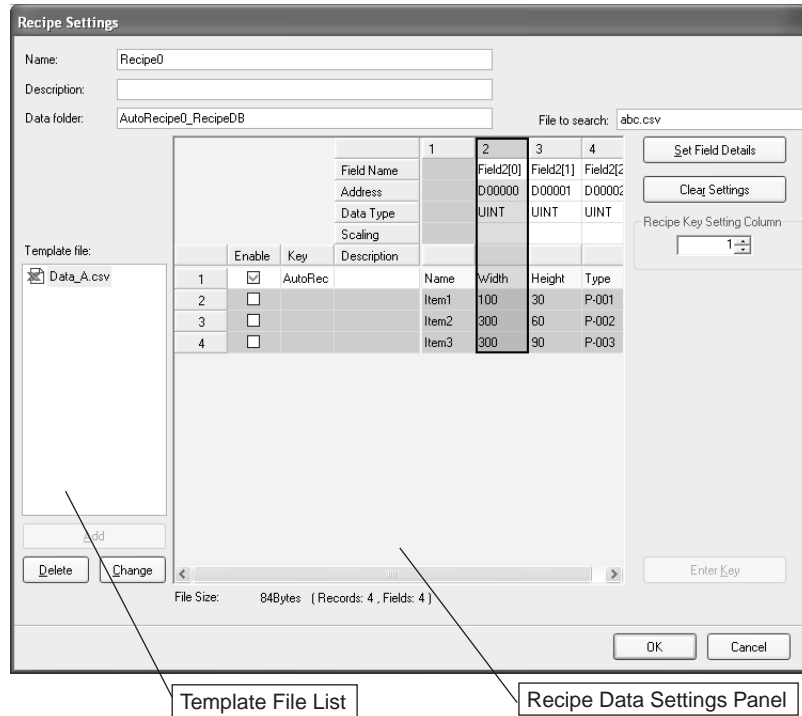 Recipe Settings
Name: Recipe0
Description:
Data folder: AutoRecipe0_RecipeDB File to search: abc.csv
1 2 3 4
Field Name Field2[0] Field2[1] Field2[2
Address D00000 D00001 D00002
Data Type UINT UINT UINT
Scaling
Enable Key Description
1 AutoRec Name Width Height Type
2 Item1 100 30 P-001
3 Item2 300 60 P-002
4 Item3 300 90 P-003
Set Field Details
Clear Settings
Recipe Key Setting Column
1
Template file:
Data_A.csv
Add
Delete Change
Enter Key
File Size: 84Bytes ( Records: 4 , Fields: 4 )
OK Cancel
Template File List
Recipe Data Settings Panel